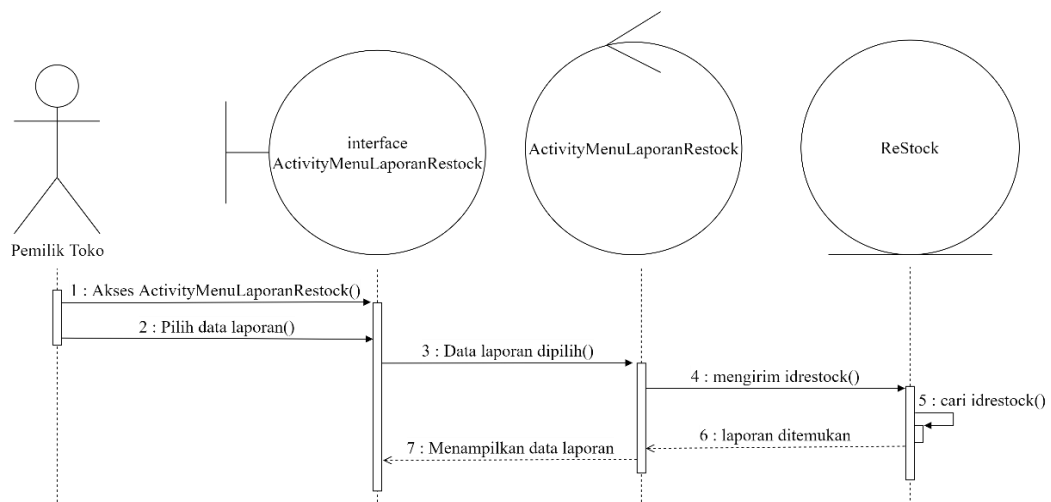 interface
ActivityMenuLaporanRestock
ActivityMenuLaporanRestock
ReStock
Pemilik Toko
1 : Akses ActivityMenuLaporanRestock()
2 : Pilih data laporan()
3 : Data laporan dipilih()
4 : mengirim idrestock()
5 : cari idrestock()
6 : laporan ditemukan
7 : Menampilkan data laporan